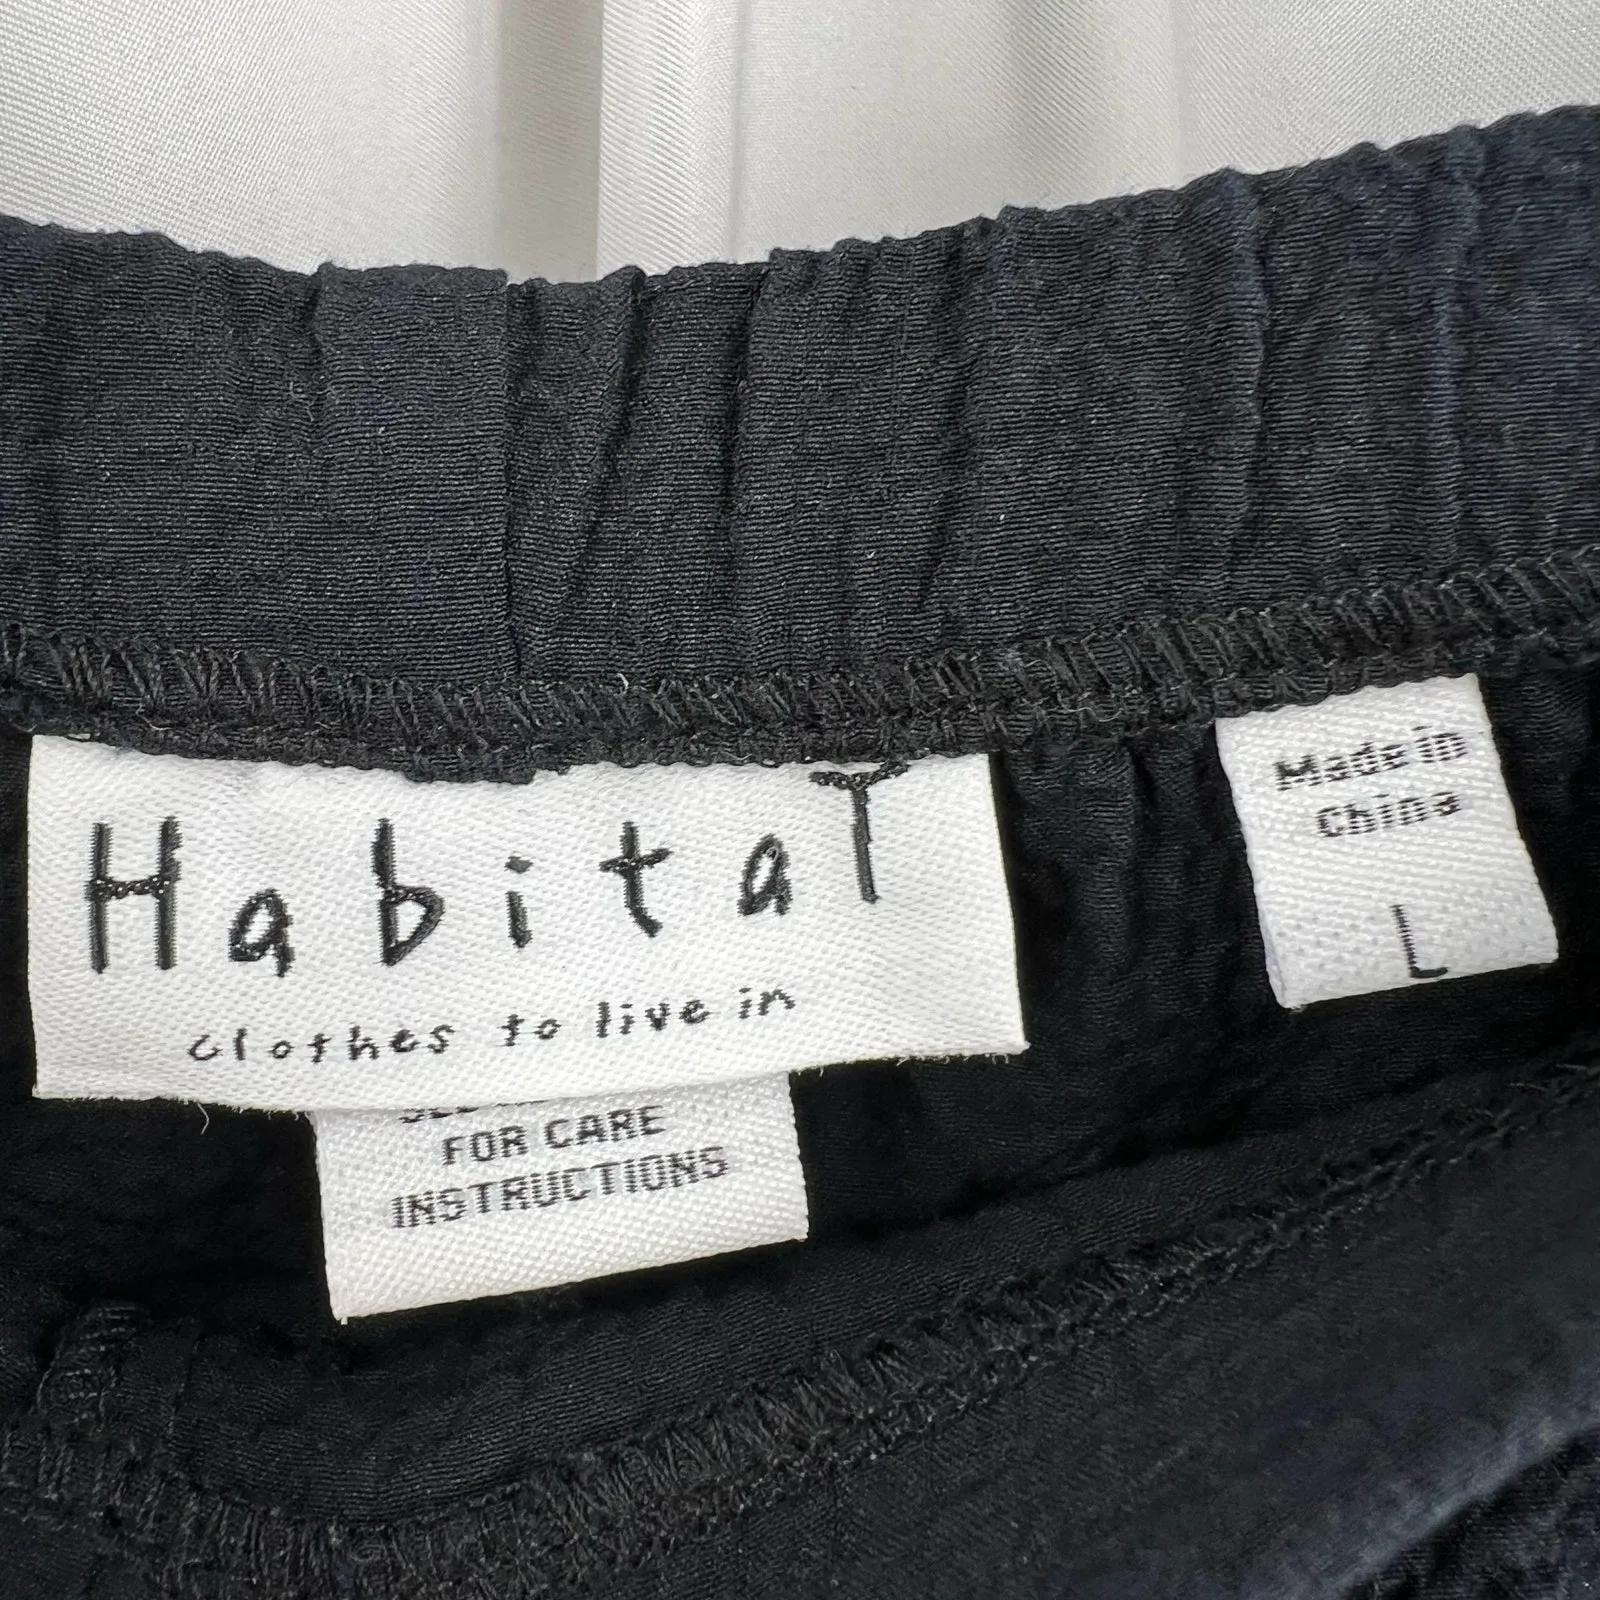 HabitaT
clothes to live in
FOR CARE
INSTRUCTIONS
Made in
China
L